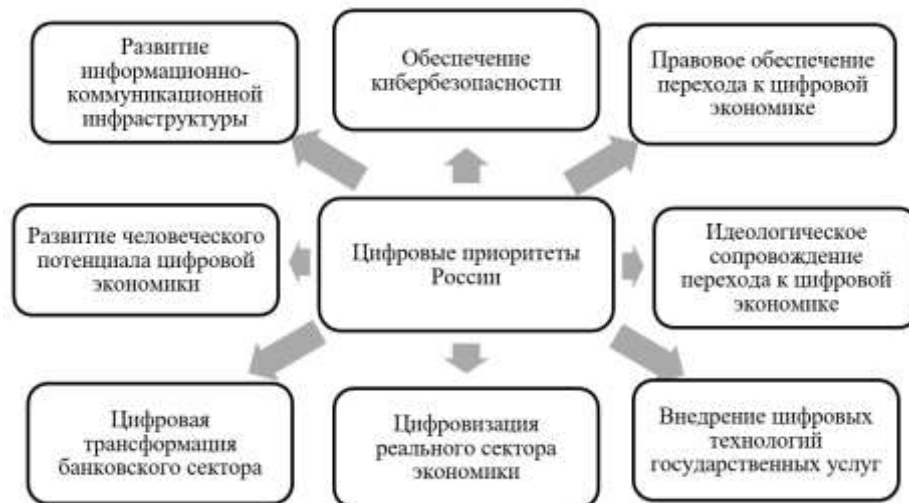 Развитие
информационно-
коммуникационной
инфраструктуры
Обеспечение
кибербезопасности
Правовое обеспечение
перехода к цифровой
экономике
Развитие человеческого
потенциала цифровой
экономики
Цифровые приоритеты
России
Идеологическое
сопровождение
перехода к цифровой
экономике
Цифровая
трансформация
банковского сектора
Цифровизация
реального сектора
экономики
Внедрение цифровых
технологий
государственных услуг